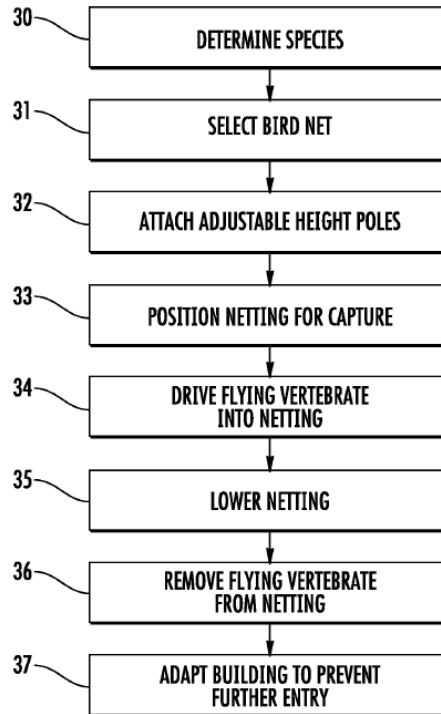 30
DETERMINE SPECIES
31
SELECT BIRD NET
32
ATTACH ADJUSTABLE HEIGHT POLES
33
POSITION NETTING FOR CAPTURE
34
DRIVE FLYING VERTEBRATE
INTO NETTING
35
LOWER NETTING
36
REMOVE FLYING VERTEBRATE
FROM NETTING
37
ADAPT BUILDING TO PREVENT
FURTHER ENTRY